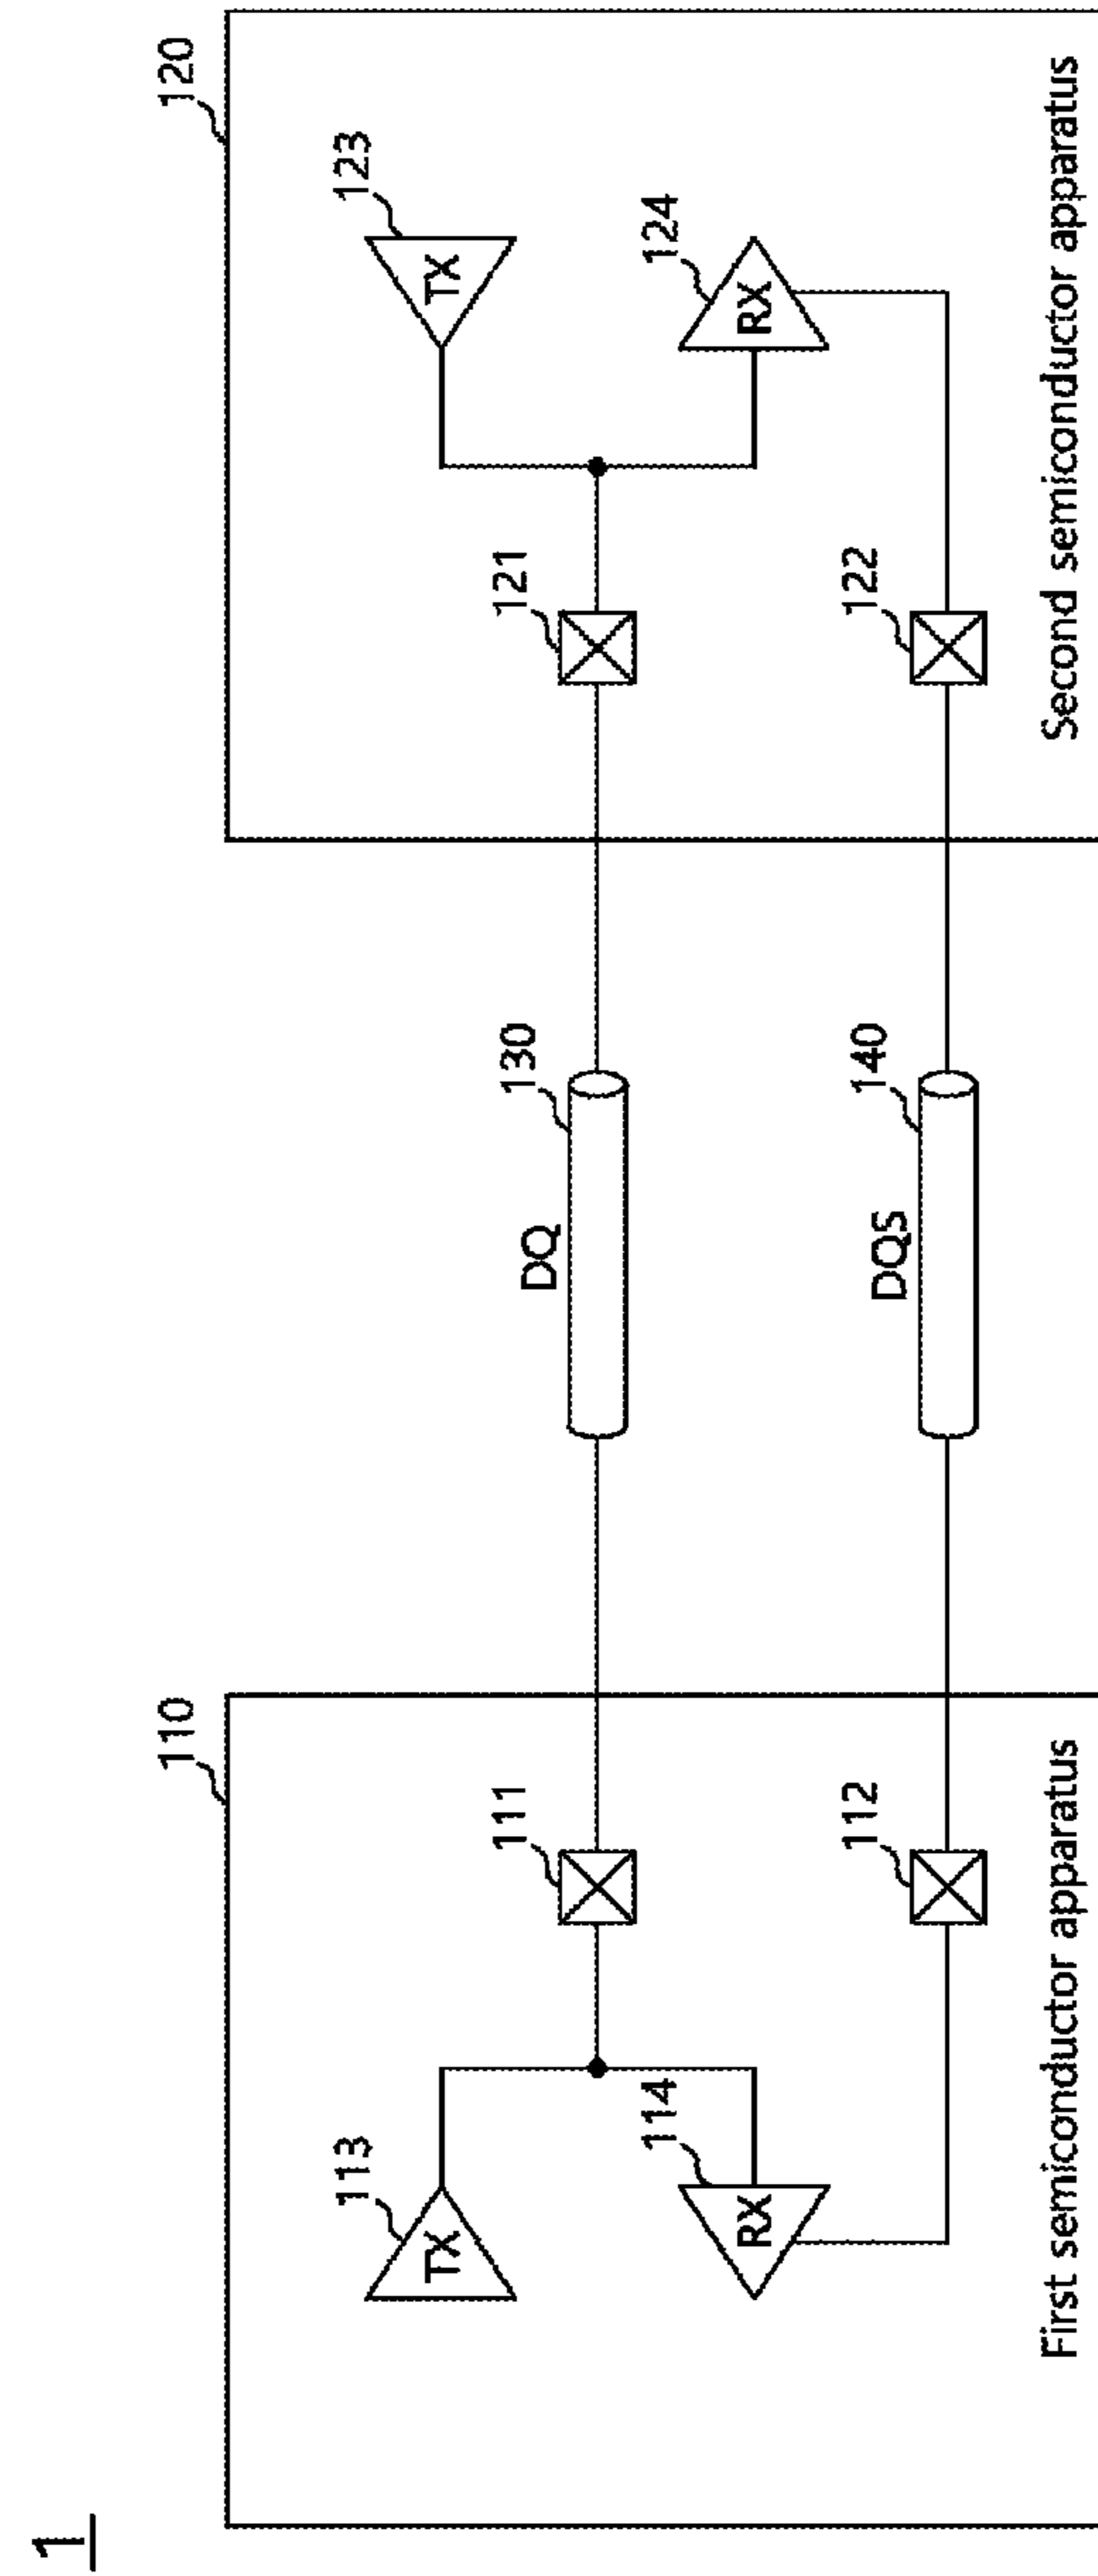 1
110
120
113
TX
123
TX
111
DQ
130
121
114
RX
124
RX
112
DQS
140
122
First semiconductor apparatus
Second semiconductor apparatus